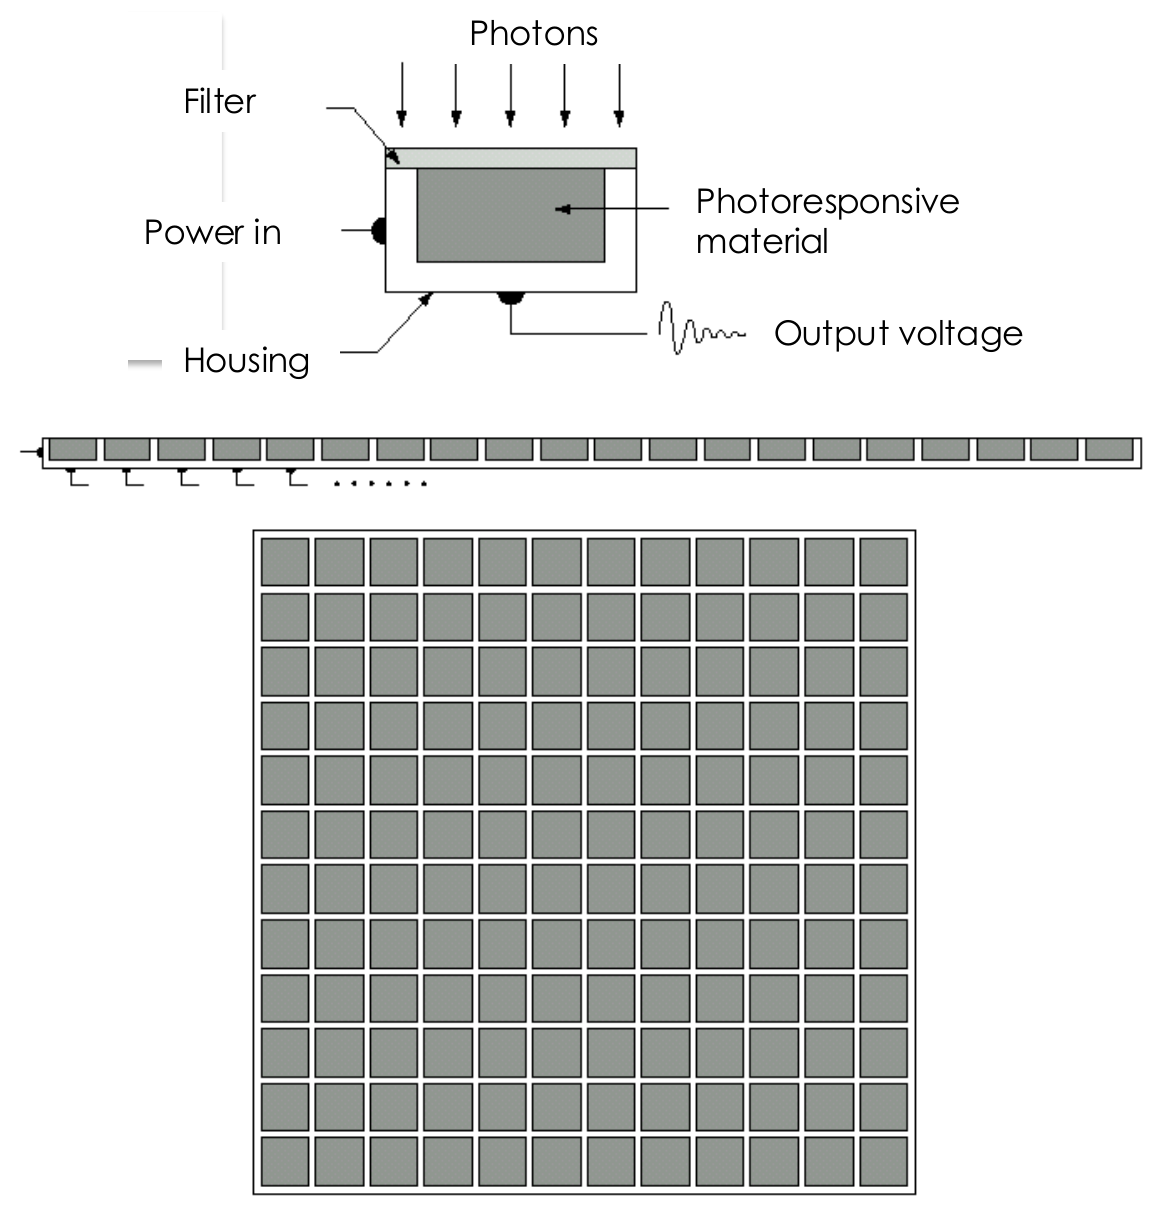 Photons
Filter
Photoresponsive
material
Power in
Output voltage
Housing